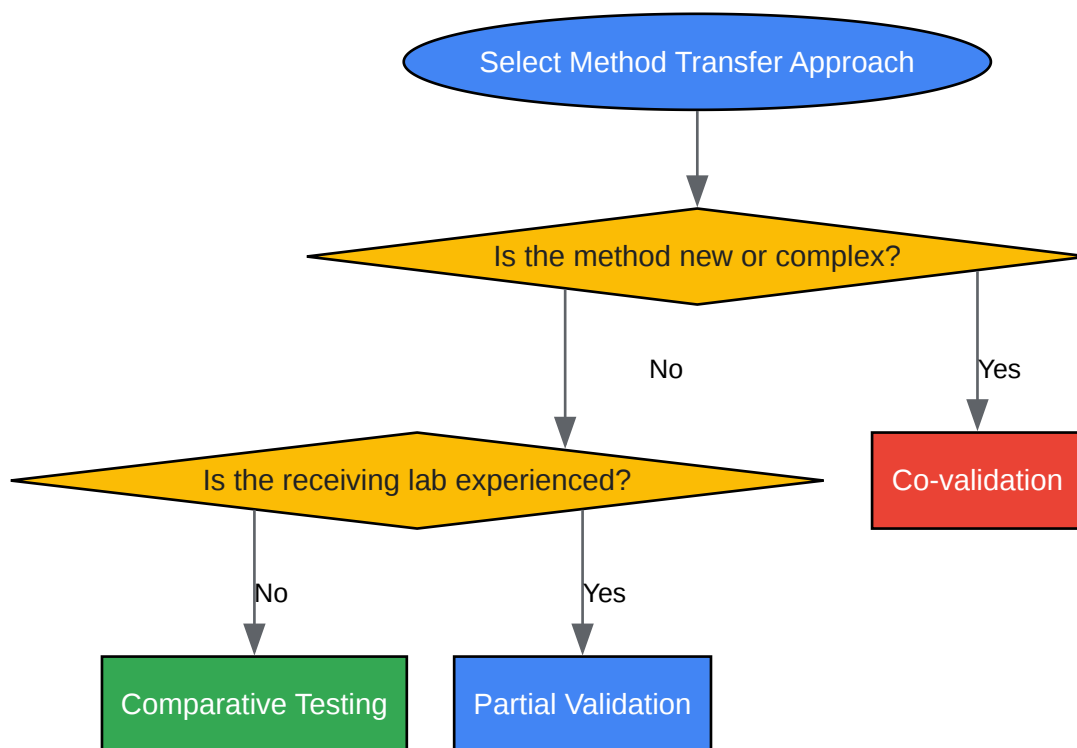 Select Method Transfer Approach
Is the method new or complex?
No
Yes
Is the receiving lab experienced?
Co-validation
No
Yes
Comparative Testing
Partial Validation